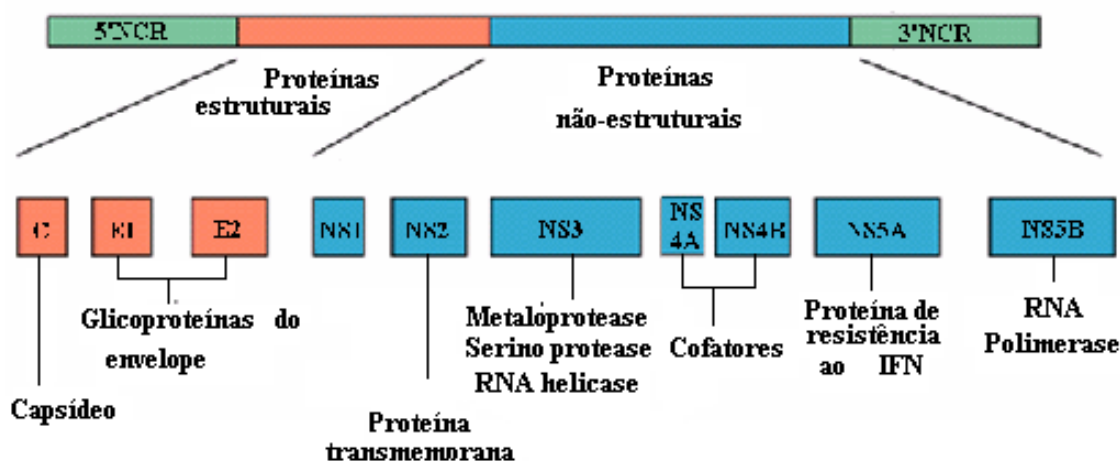 5'NCR
3'NCR
Proteínas
estruturais
Proteínas
não-estruturais
C
E1
E2
NS1
NS2
NS3
NS
4A
NS4B
NS5A
NS5B
Glicoproteínas do
envelope
Capsídeo
Proteína
transmemorana
Metaloprotease
Serino protease
RNA helicase
Cofatores
Proteína de
resistência
ao IFN
RNA
Polimerase